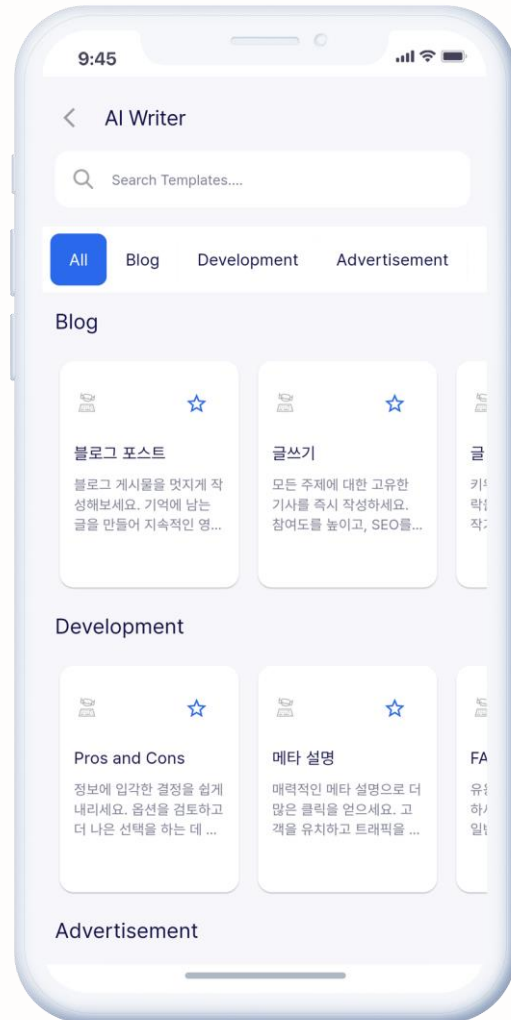 9:45
AI Writer
Search Templates....
All Blog Development Advertisement
Blog
블로그 포스트
블로그 게시물을 멋지게 작
성해보세요. 기억에 남는
글을 만들어 지속적인 영...
글쓰기
모든 주제에 대한 고유한
기사를 즉시 작성하세요.
참여도를 높이고, SEO를...
글
Development
Pros and Cons
정보에 입각한 결정을 쉽게
내리세요. 옵션을 검토하고
더 나은 선택을 하는 데 ...
메타 설명
매력적인 메타 설명으로 더
많은 클릭을 얻으세요. 고
객을 유치하고 트래픽을 ...
FA
Advertisement